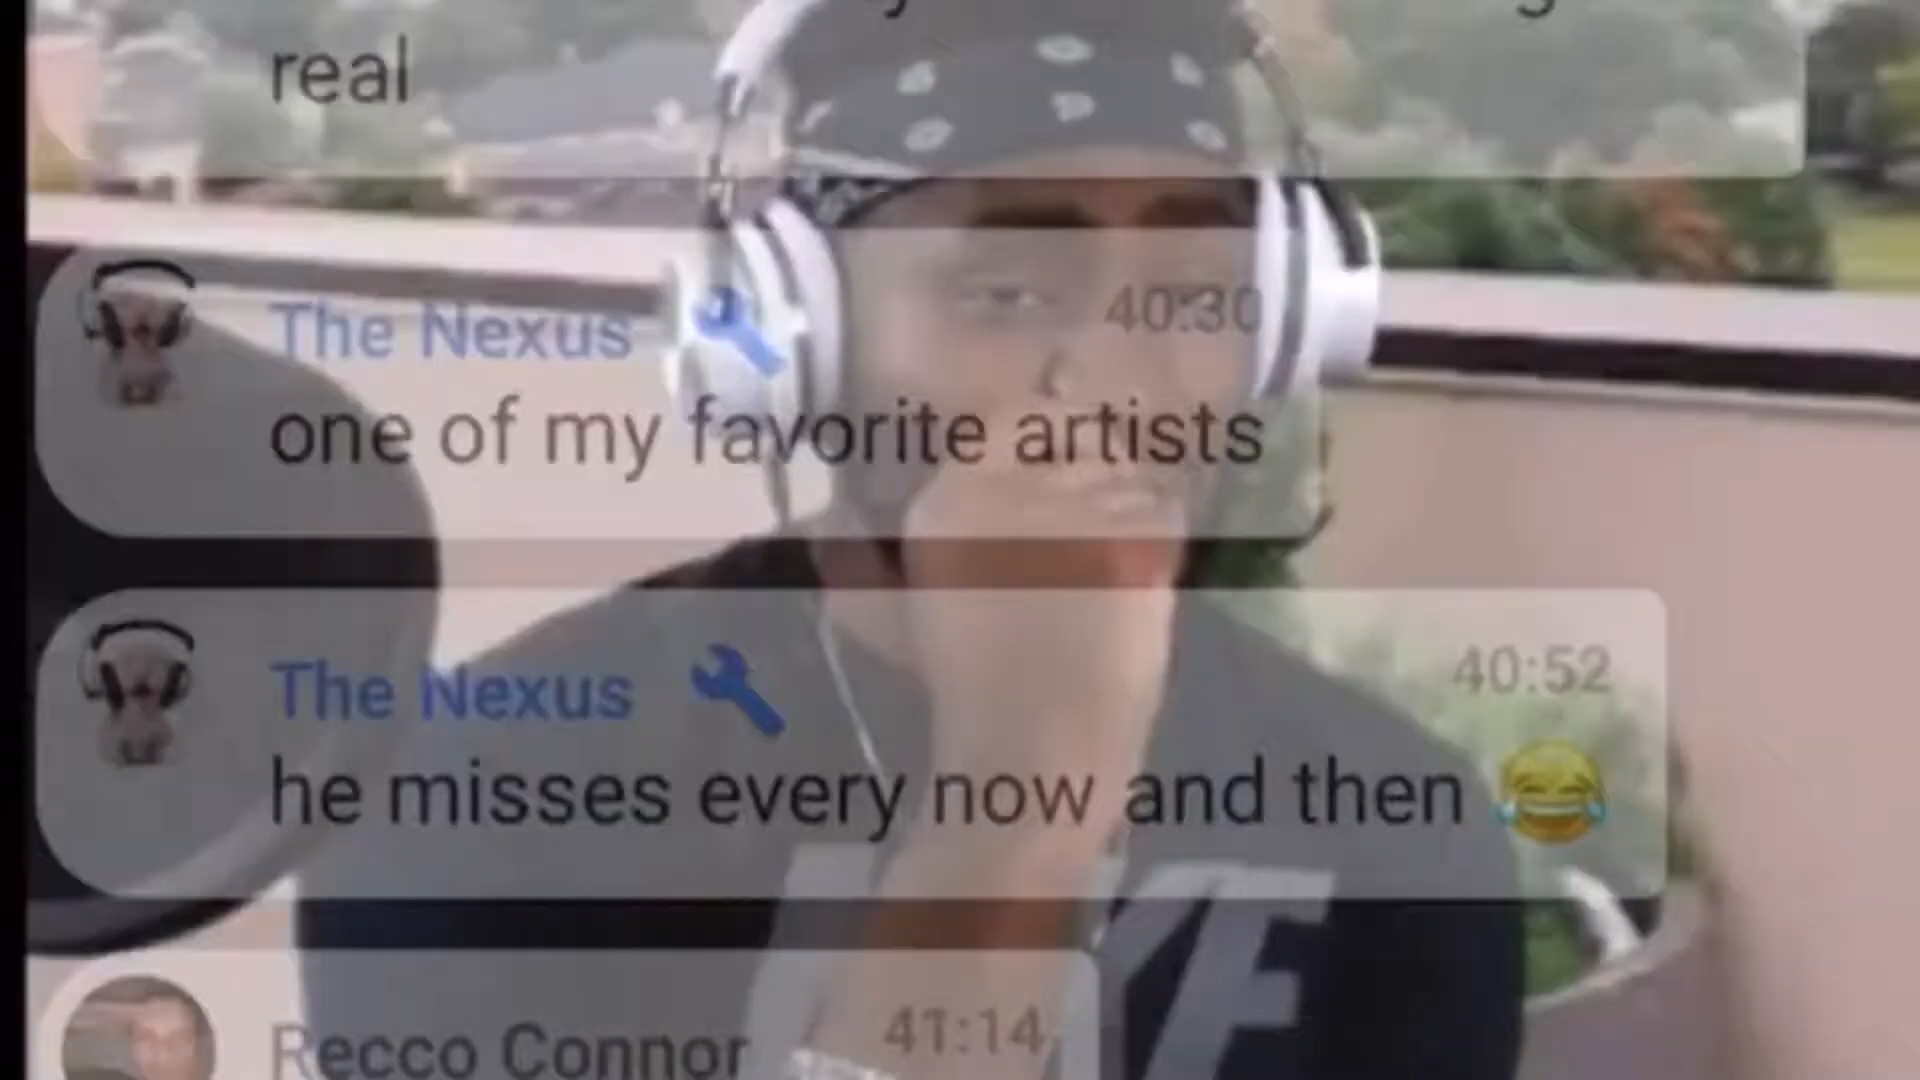 real
The Nexus 40:30
one of my favorite artists
The Nexus 40:52
he misses every now and then 😂
Recco Connor 41:14